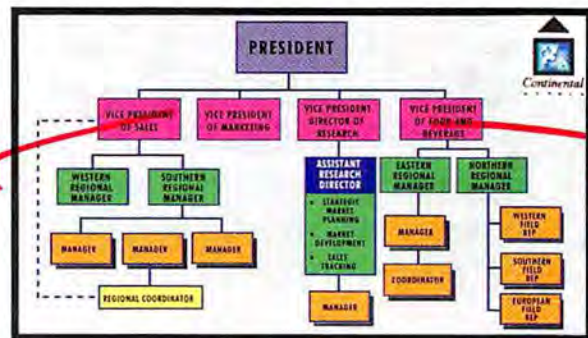 PRESIDENT
Continental
VICE PRESIDENT
OF SALES
VICE PRESIDENT
OF MARKETING
VICE PRESIDENT
DIRECTOR OF
RESEARCH
VICE PRESIDENT
OF FOOD AND
BEVERAGE
WESTERN
REGIONAL
MANAGER
SOUTHERN
REGIONAL
MANAGER
ASSISTANT
RESEARCH
DIRECTOR
• STRATEGIC
MARKET
PLANNING
• MARKET
DEVELOPMENT
• SALES
TRACKING
EASTERN
REGIONAL
MANAGER
NORTHERN
REGIONAL
MANAGER
MANAGER
MANAGER
MANAGER
REGIONAL COORDINATOR
MANAGER
MANAGER
COORDINATOR
WESTERN
FIELD
REP
SOUTHERN
FIELD
REP
EUROPEAN
FIELD
REP